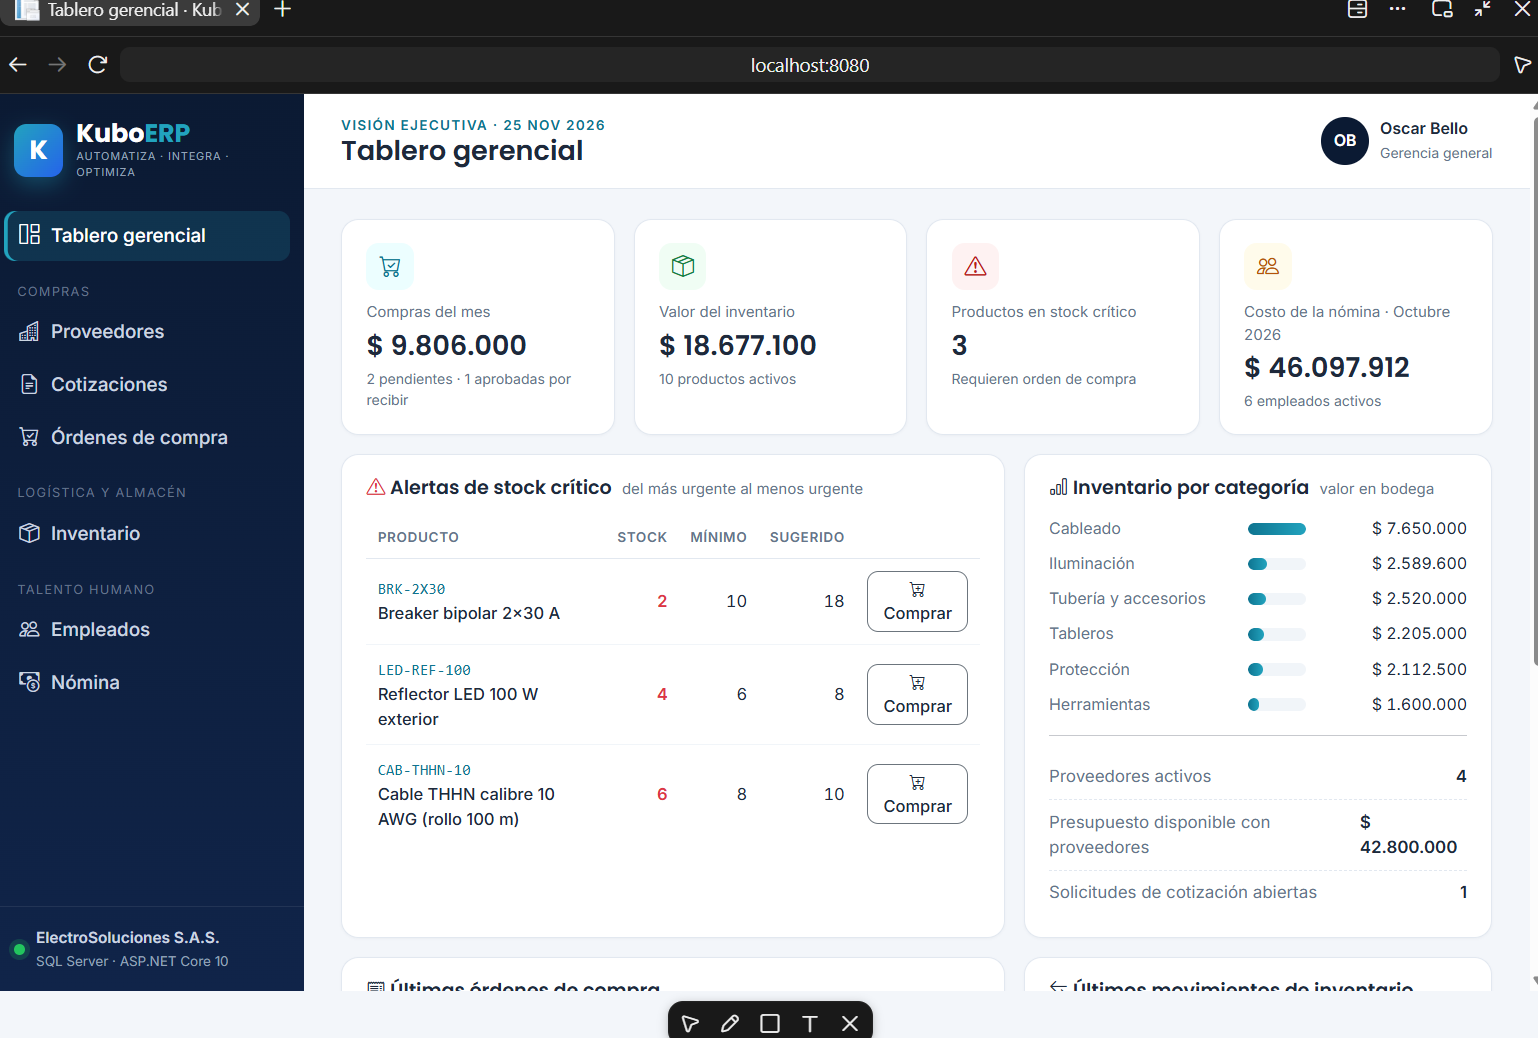 Tablero gerencial · Kub
localhost:8080
K
KuboERP
AUTOMATIZA · INTEGRA ·
OPTIMIZA
Tablero gerencial
COMPRAS
Proveedores
Cotizaciones
Órdenes de compra
LOGÍSTICA Y ALMACÉN
Inventario
TALENTO HUMANO
Empleados
Nómina
ElectroSoluciones S.A.S.
SQL Server · ASP.NET Core 10
VISIÓN EJECUTIVA · 25 NOV 2026
Tablero gerencial
OB
Oscar Bello
Gerencia general
Compras del mes
$ 9.806.000
2 pendientes · 1 aprobadas por
recibir
Valor del inventario
$ 18.677.100
10 productos activos
Productos en stock crítico
3
Requieren orden de compra
Costo de la nómina · Octubre
2026
$ 46.097.912
6 empleados activos
Alertas de stock crítico del más urgente al menos urgente
PRODUCTO STOCK MÍNIMO SUGERIDO
BRK-2X30
Breaker bipolar 2×30 A
2 10 18
Comprar
LED-REF-100
Reflector LED 100 W
exterior
4 6 8
Comprar
CAB-THHN-10
Cable THHN calibre 10
AWG (rollo 100 m)
6 8 10
Comprar
Inventario por categoría valor en bodega
Cableado $ 7.650.000
Iluminación $ 2.589.600
Tubería y accesorios $ 2.520.000
Tableros $ 2.205.000
Protección $ 2.112.500
Herramientas $ 1.600.000
Proveedores activos 4
Presupuesto disponible con
proveedores
$
42.800.000
Solicitudes de cotización abiertas 1
Últimas órdenes de compra
Últimos movimientos de inventario